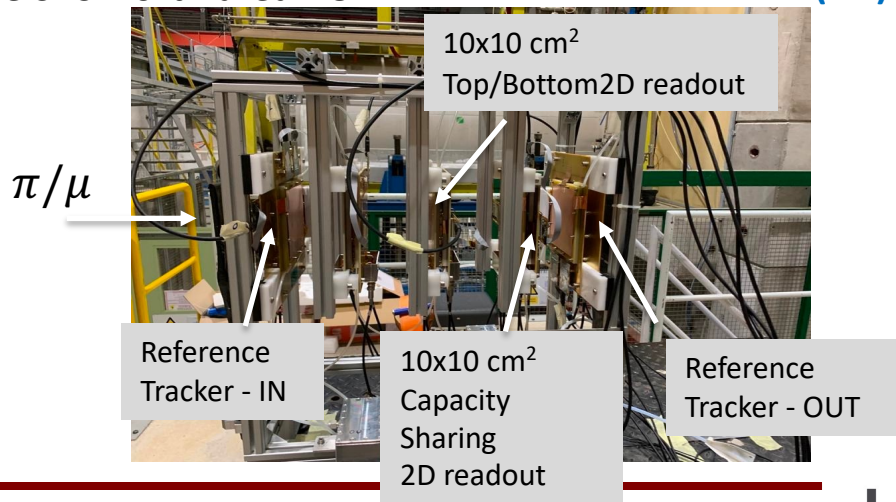 10x10 cm²
Top/Bottom2D readout
π/μ
Reference
Tracker - IN
10x10 cm²
Capacity
Sharing
2D readout
Reference
Tracker - OUT